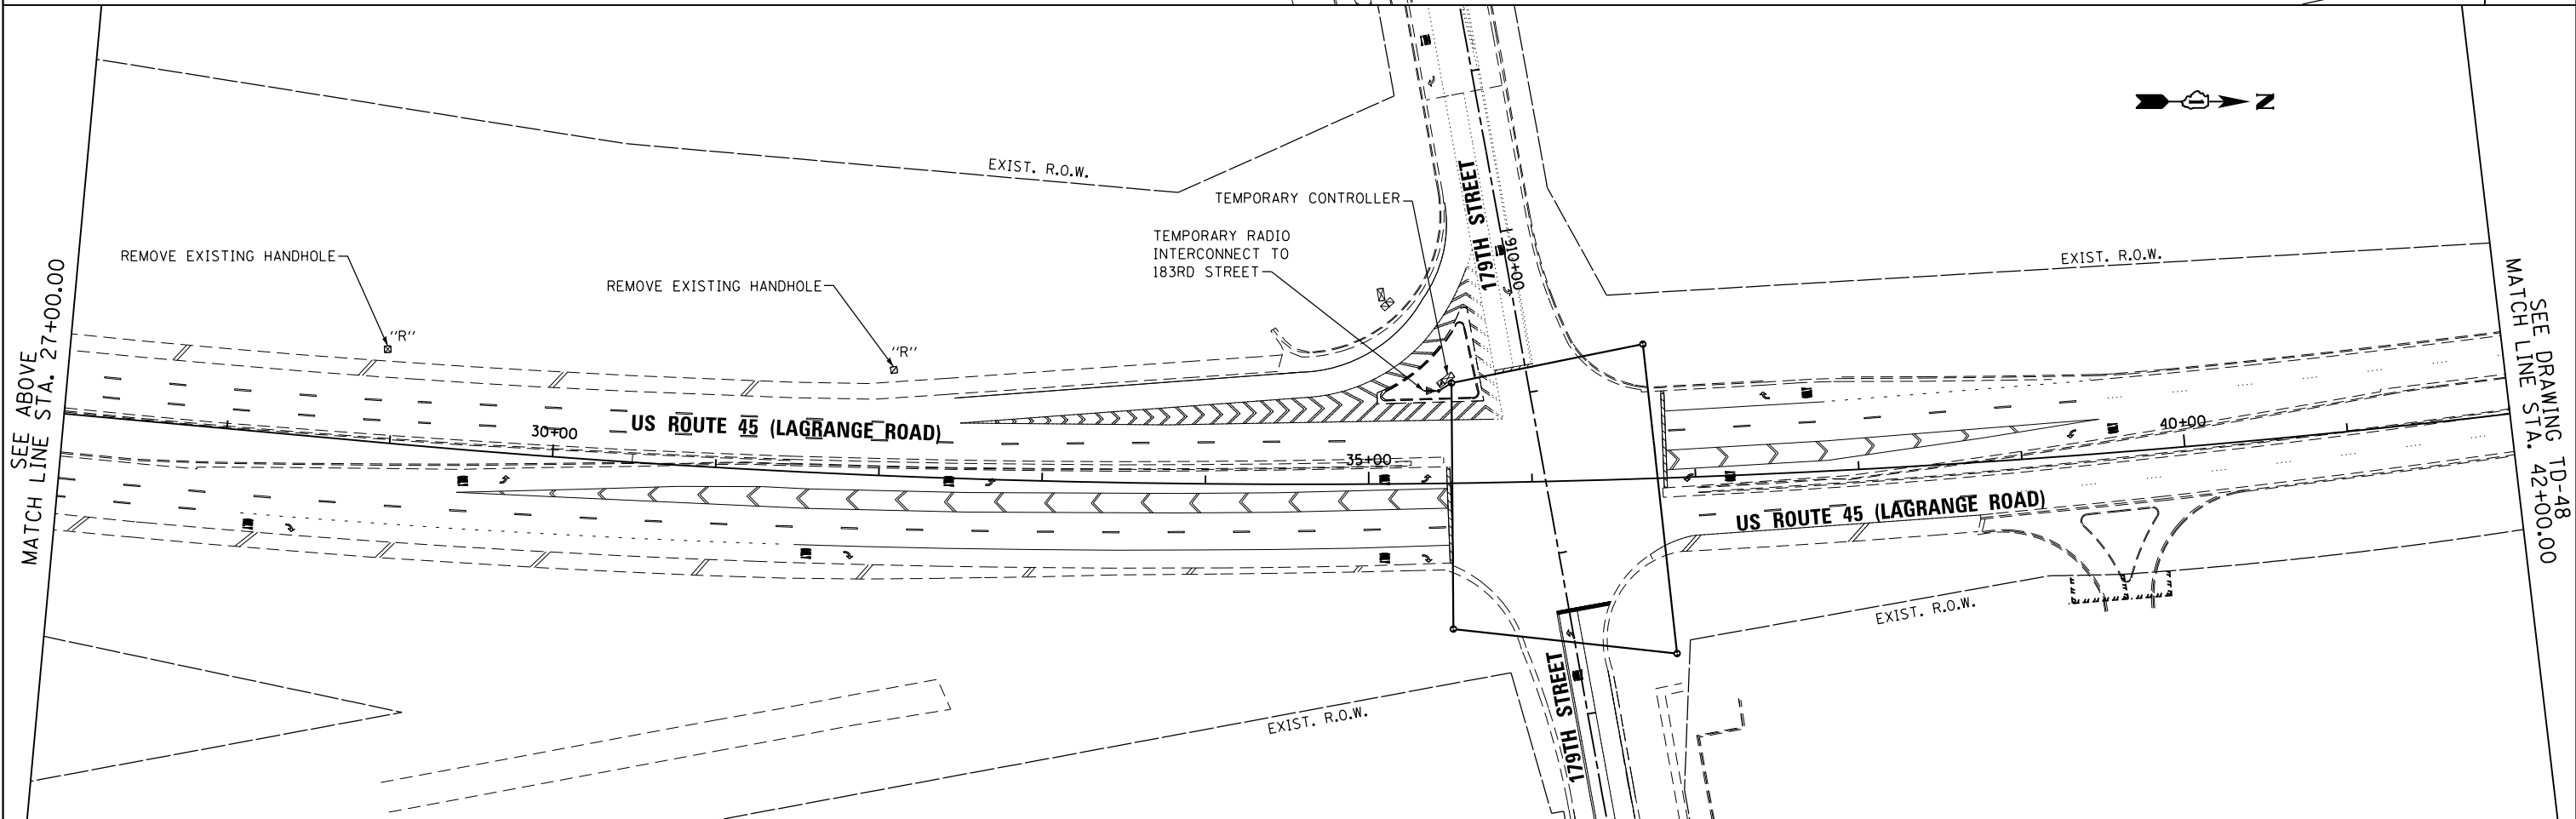 SEE ABOVE
MATCH LINE STA. 27+00.00
REMOVE EXISTING HANDHOLE
"R"
REMOVE EXISTING HANDHOLE
"R"
EXIST. R.O.W.
TEMPORARY CONTROLLER
TEMPORARY RADIO
INTERCONNECT TO
183RD STREET
179TH STREET
910+00
N
EXIST. R.O.W.
US ROUTE 45 (LAGRANGE ROAD)
30+00
35+00
40+00
US ROUTE 45 (LAGRANGE ROAD)
EXIST. R.O.W.
179TH STREET
EXIST. R.O.W.
SEE DRAWING TD-48
MATCH LINE STA. 42+00.00